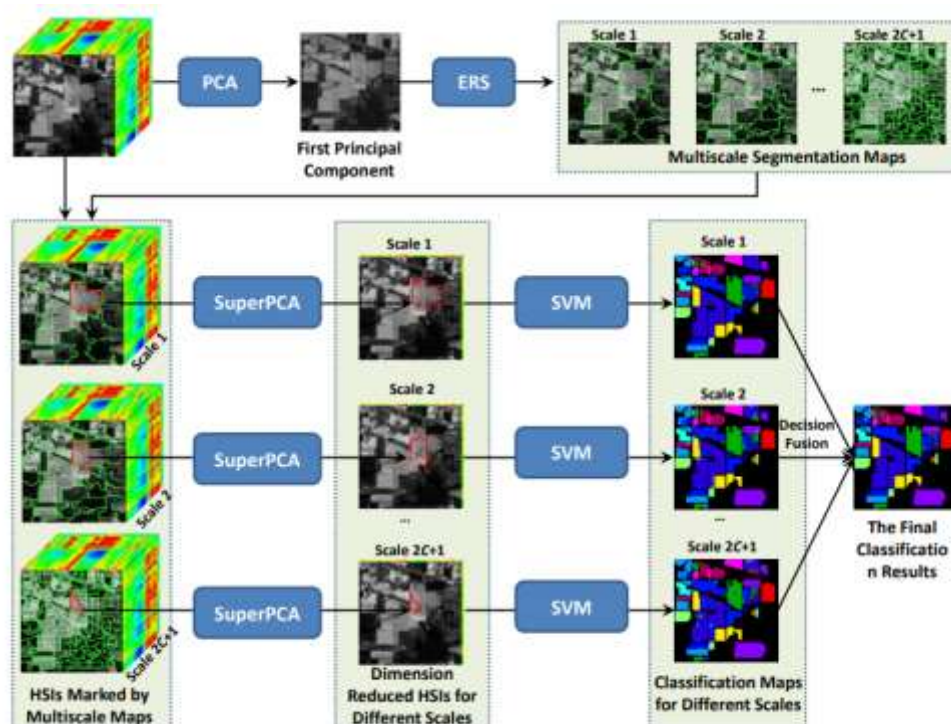 Scale 1
Scale 2
Scale 2C+1
PCA
ERS
...
First Principal
Component
Multiscale Segmentation Maps
Scale 1
Scale 1
SuperPCA
SVM
Scale 1
Scale 2
Scale 2
SuperPCA
SVM
Decision
Fusion
Scale 2
...
...
The Final
Classificatio
n Results
Scale 2C+1
Scale 2C+1
SuperPCA
SVM
Scale 2C+1
HSIs Marked by
Multiscale Maps
Dimension
Reduced HSIs for
Different Scales
Classification Maps
for Different Scales